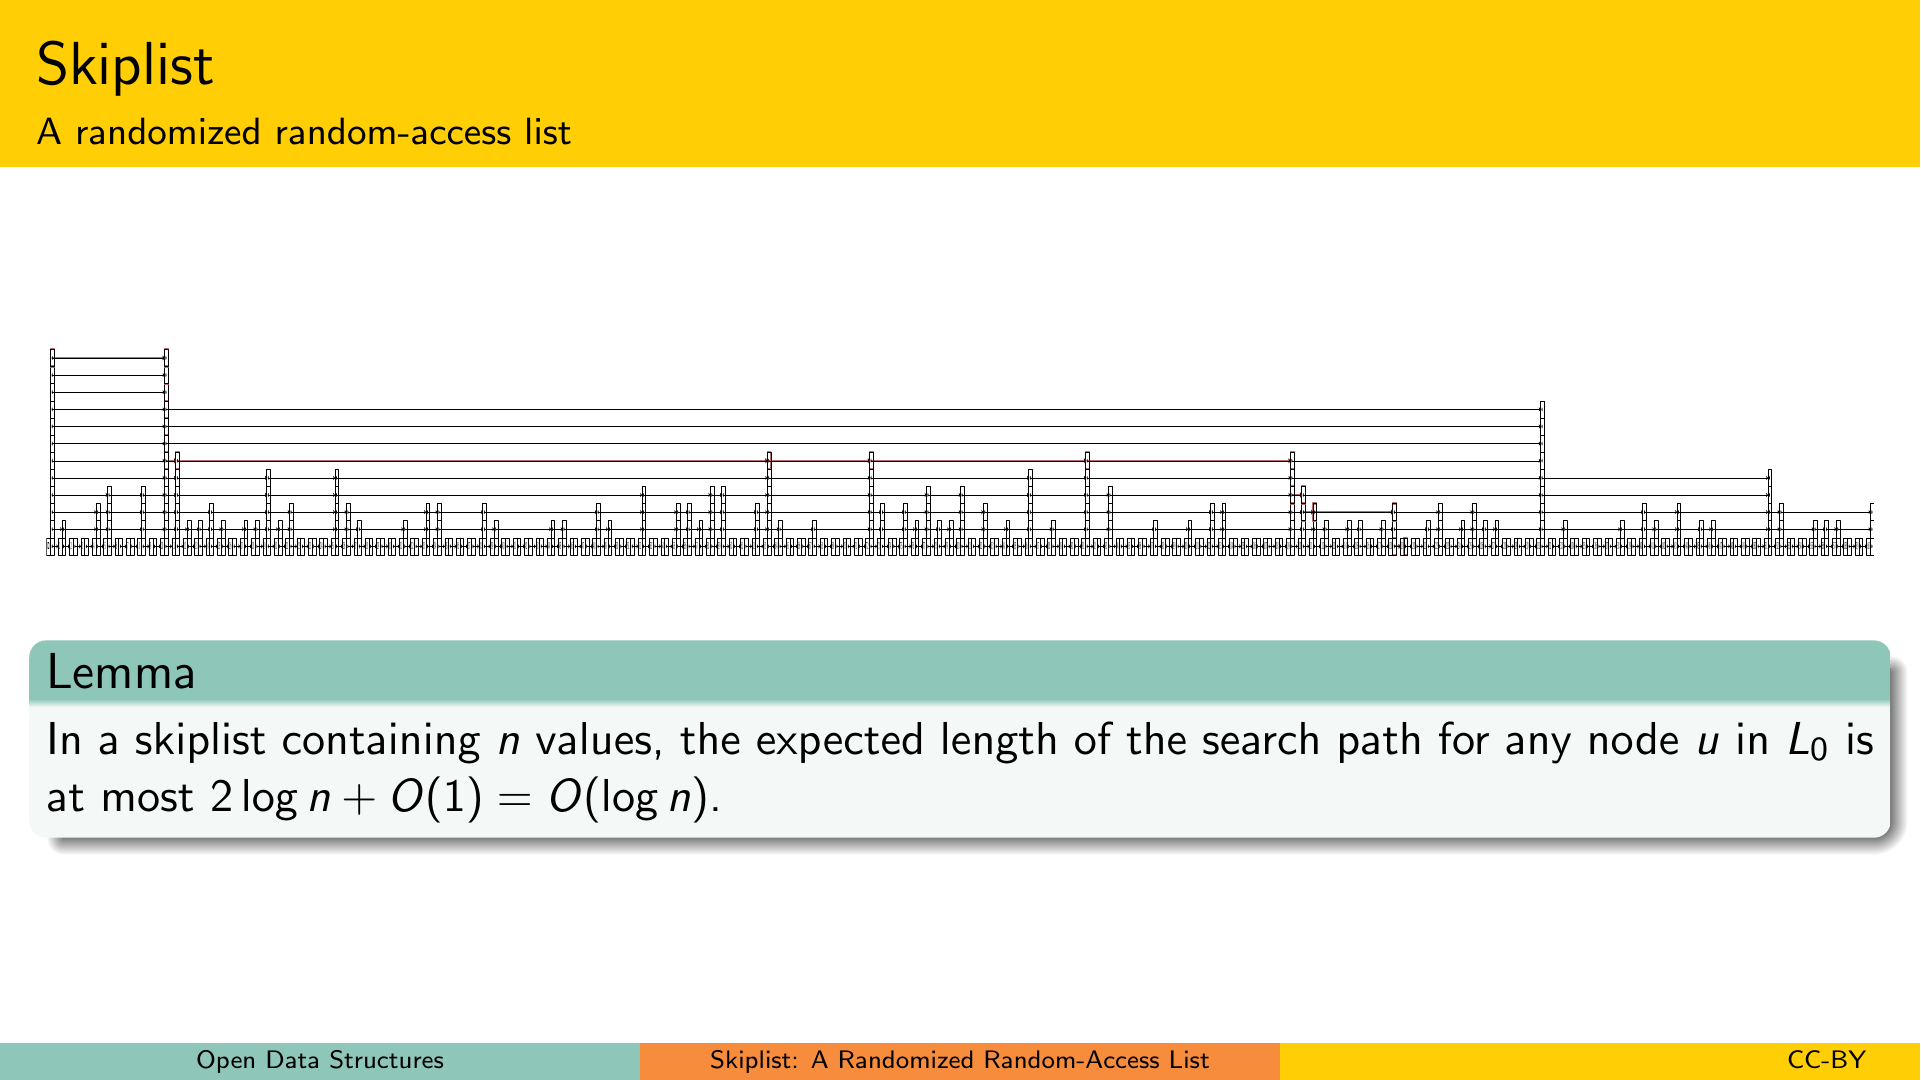 Skiplist
A randomized random-access list
Lemma
In a skiplist containing n values, the expected length of the search path for any node u in L₀ is
at most 2 log n + O(1) = O(log n).
Open Data Structures
Skiplist: A Randomized Random-Access List
CC-BY